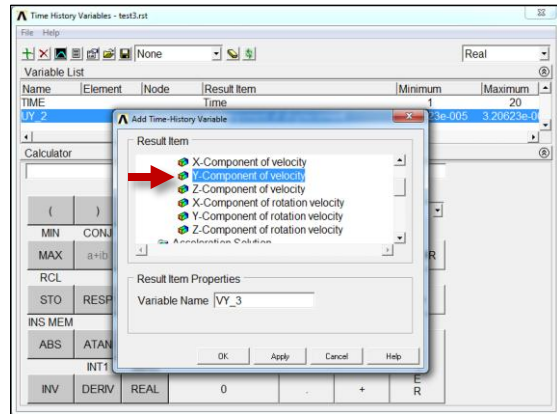 Time History Variables - test3.rst
File Help
None Real
Variable List
Name Element Node Result Item Minimum Maximum
TIME Time 1 20
UY_2 23e-005 3.20623e-0
Add Time-History Variable
Result Item
X-Component of velocity
Y-Component of velocity
Z-Component of velocity
X-Component of rotation velocity
Y-Component of rotation velocity
Z-Component of rotation velocity
Result Item Properties
Variable Name VY_3
OK Apply Cancel Help
Calculator
( )
MIN CONJ
MAX a+ib R
RCL
STO RESP
INS MEM
ABS ATAN
INT1
INV DERIV REAL 0 . + E
R